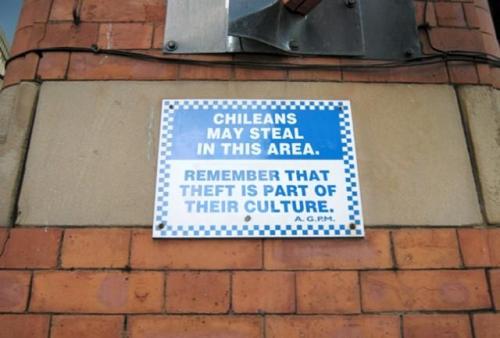 CHILEANS
MAY STEAL
IN THIS AREA.
REMEMBER THAT
THEFT IS PART OF
THEIR CULTURE.
A.G.P.M.